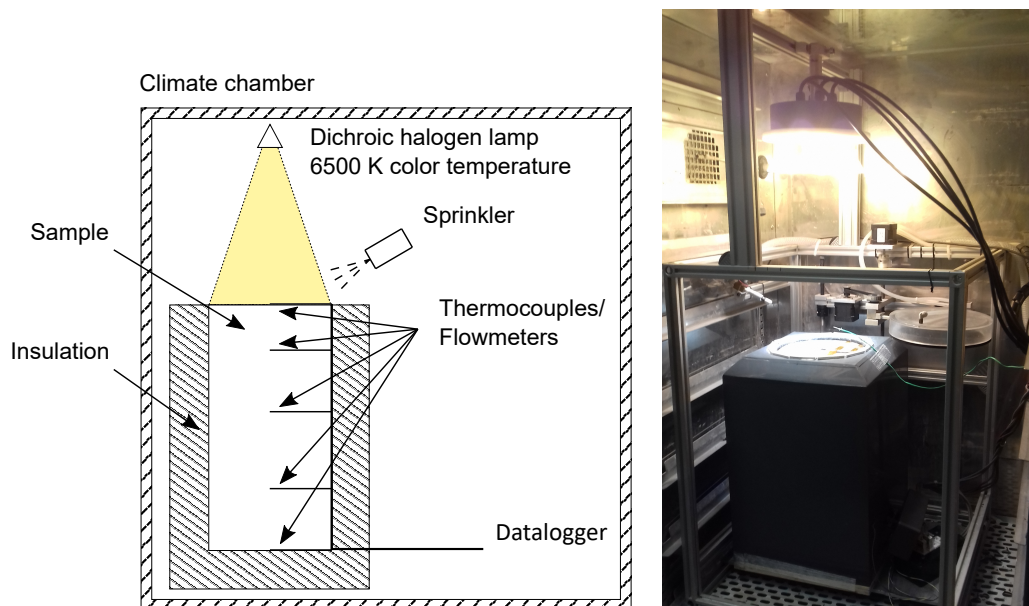 Climate chamber
Dichroic halogen lamp
6500 K color temperature
Sprinkler
Sample
Thermocouples/
Flowmeters
Insulation
Datalogger